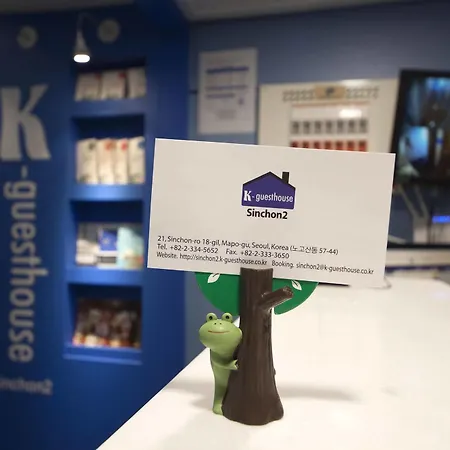 K-guesthouse
Sinchon2
K - guesthouse
Sinchon2
21, Sinchon-ro 18-gil, Mapo-gu, Seoul, Korea (노고산동 57-44)
Tel. +82-2-334-5652 Fax. +82-2-333-3650
Website. http://sinchon2.k-guesthouse.co.kr Booking. sinchon2@k-guesthouse.co.kr